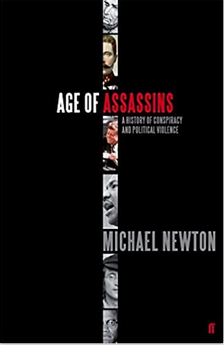 AGE OF ASSASSINS
A HISTORY OF CONSPIRACY
AND POLITICAL VIOLENCE
MICHAEL NEWTON
ff